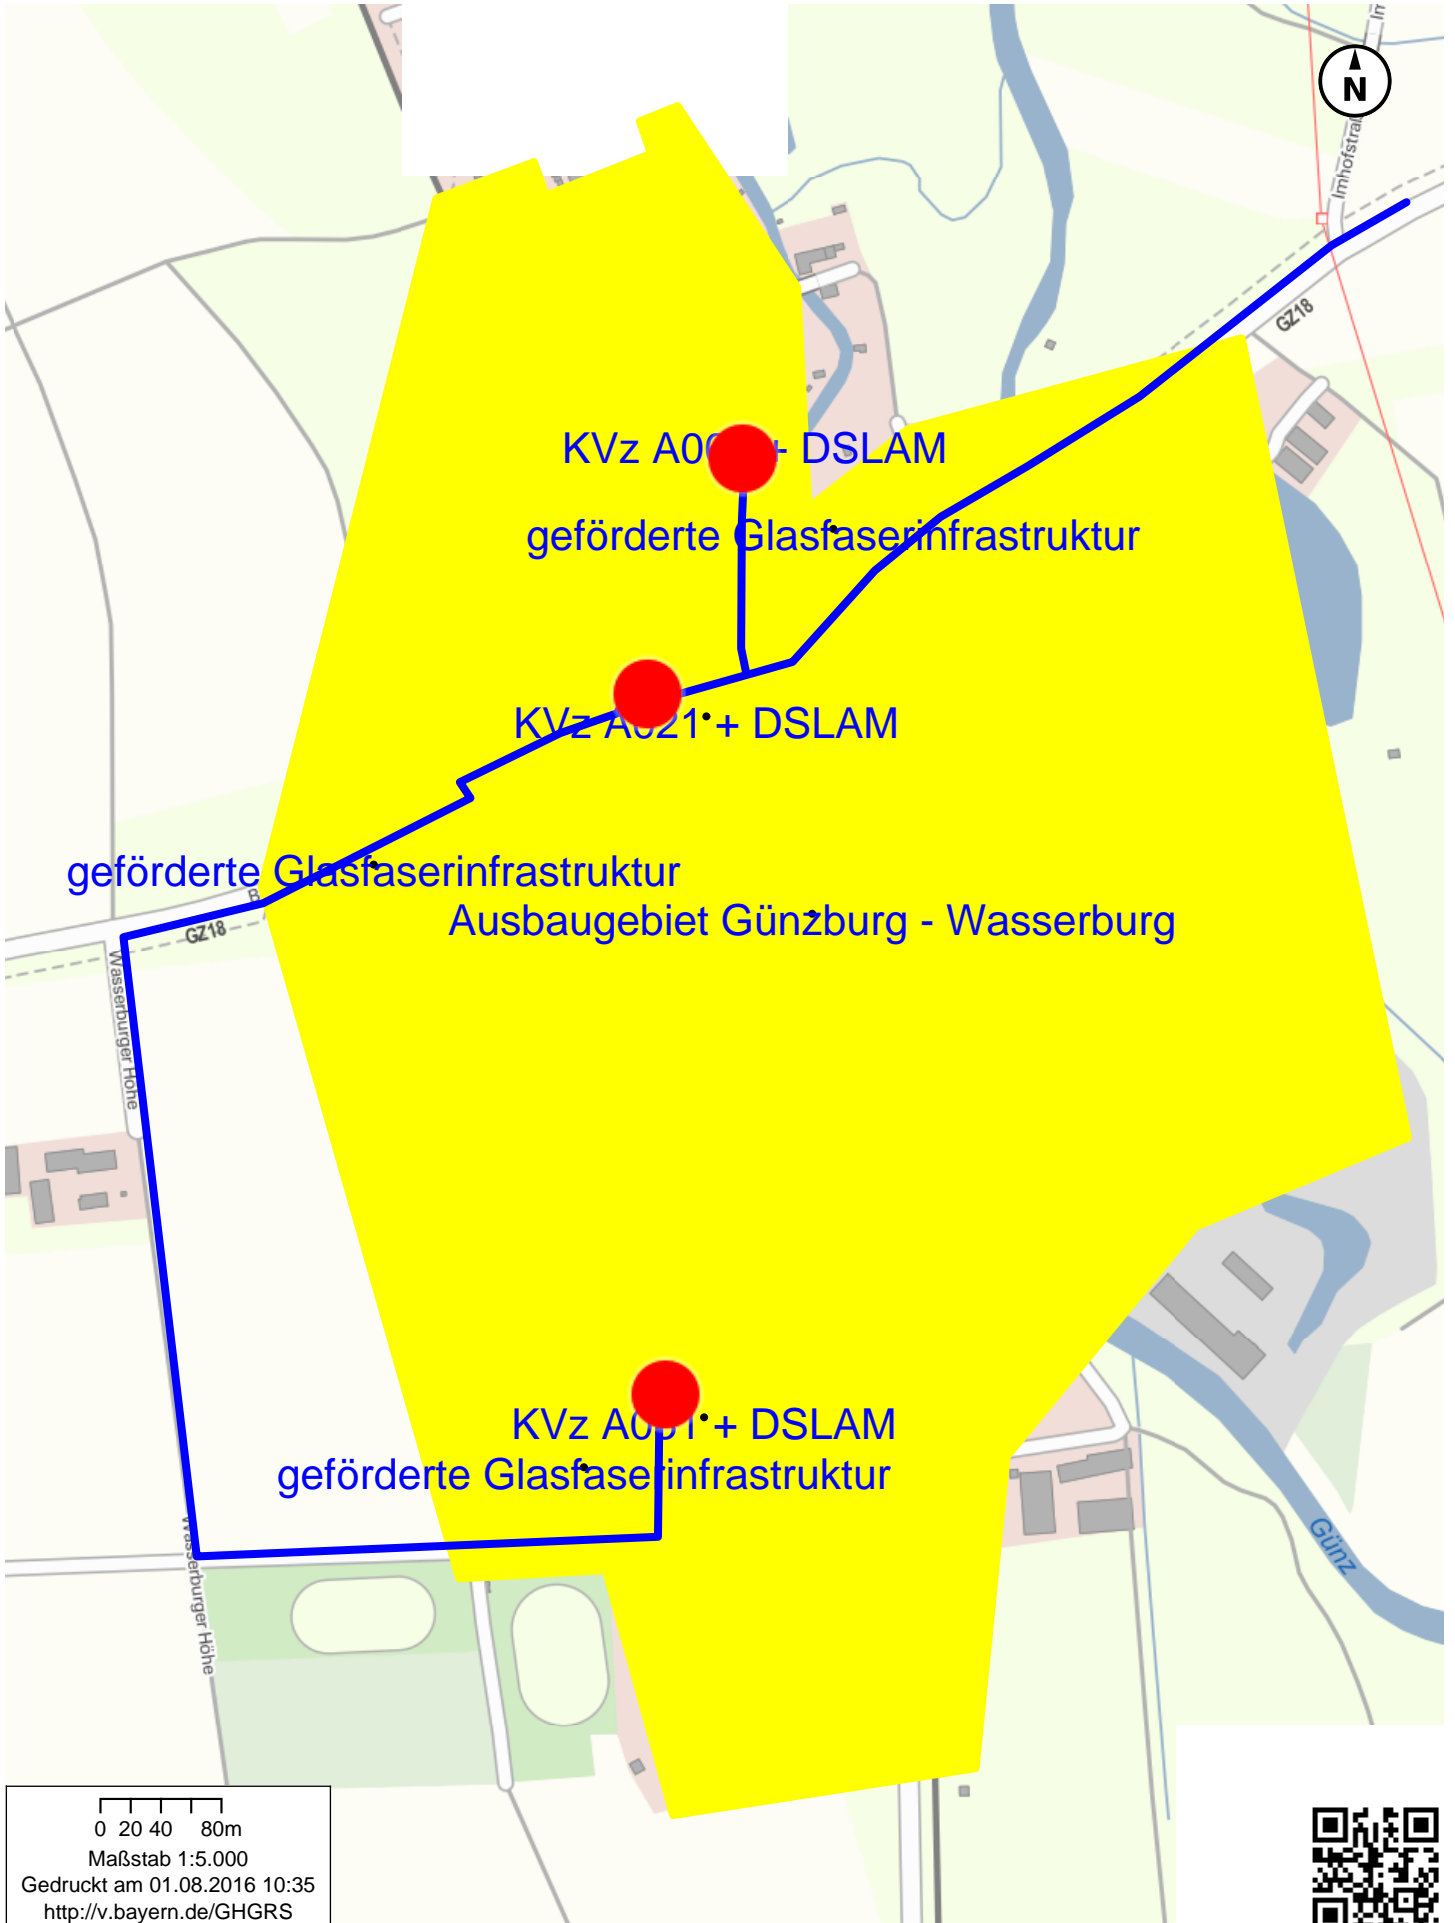 N
Imhofstraß
GZ18
KVz + DSLAM
geförderte Glasfaserinfrastruktur
KVz A021 + DSLAM
geförderte Glasfaserinfrastruktur
Ausbaugebiet Günzburg - Wasserburg
GZ18
Wasserburger Höhe
KVz + DSLAM
geförderte Glasfaserinfrastruktur
Günz
Wasserburger Höhe
0 20 40 80m
Maßstab 1:5.000
Gedruckt am 01.08.2016 10:35
http://v.bayern.de/GHGRS